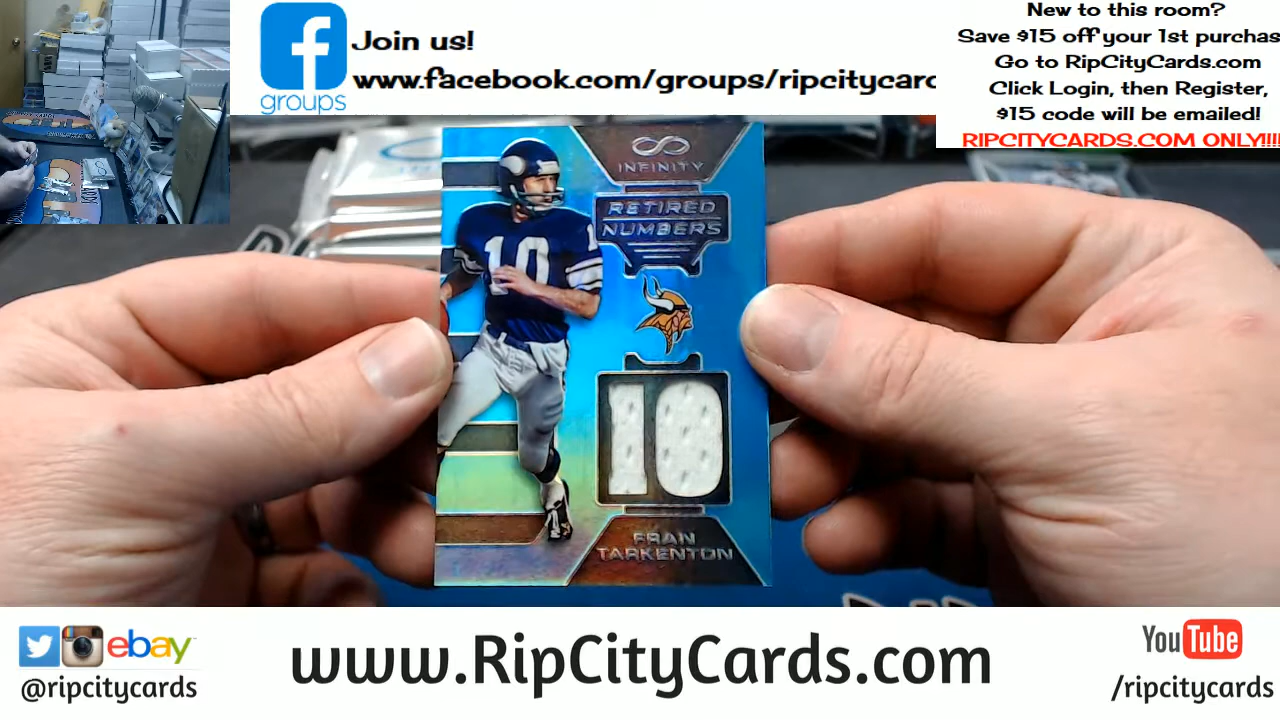 Join us!
www.facebook.com/groups/ripcitycarc
groups
New to this room?
Save $15 off your 1st purchas
Go to RipCityCards.com
Click Login, then Register,
$15 code will be emailed!
RIPCITYCARDS.COM ONLY!!!!
INFINITY
RETIRED
NUMBERS
10
1
10
FRAN
TARKENTON
ebay
@ripcitycards
www.RipCityCards.com
YouTube
/ripcitycards